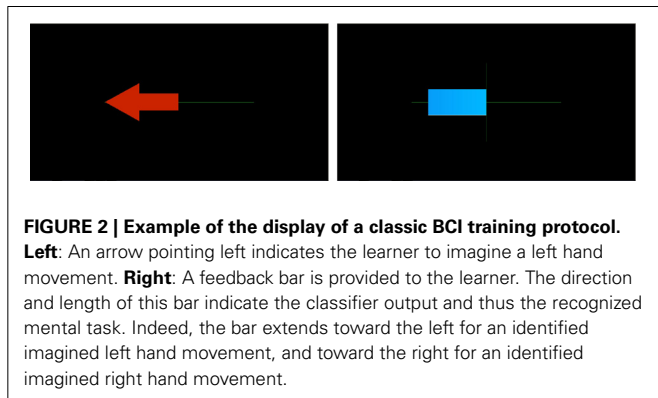 FIGURE 2 | Example of the display of a classic BCI training protocol.
Left: An arrow pointing left indicates the learner to imagine a left hand
movement. Right: A feedback bar is provided to the learner. The direction
and length of this bar indicate the classifier output and thus the recognized
mental task. Indeed, the bar extends toward the left for an identified
imagined left hand movement, and toward the right for an identified
imagined right hand movement.